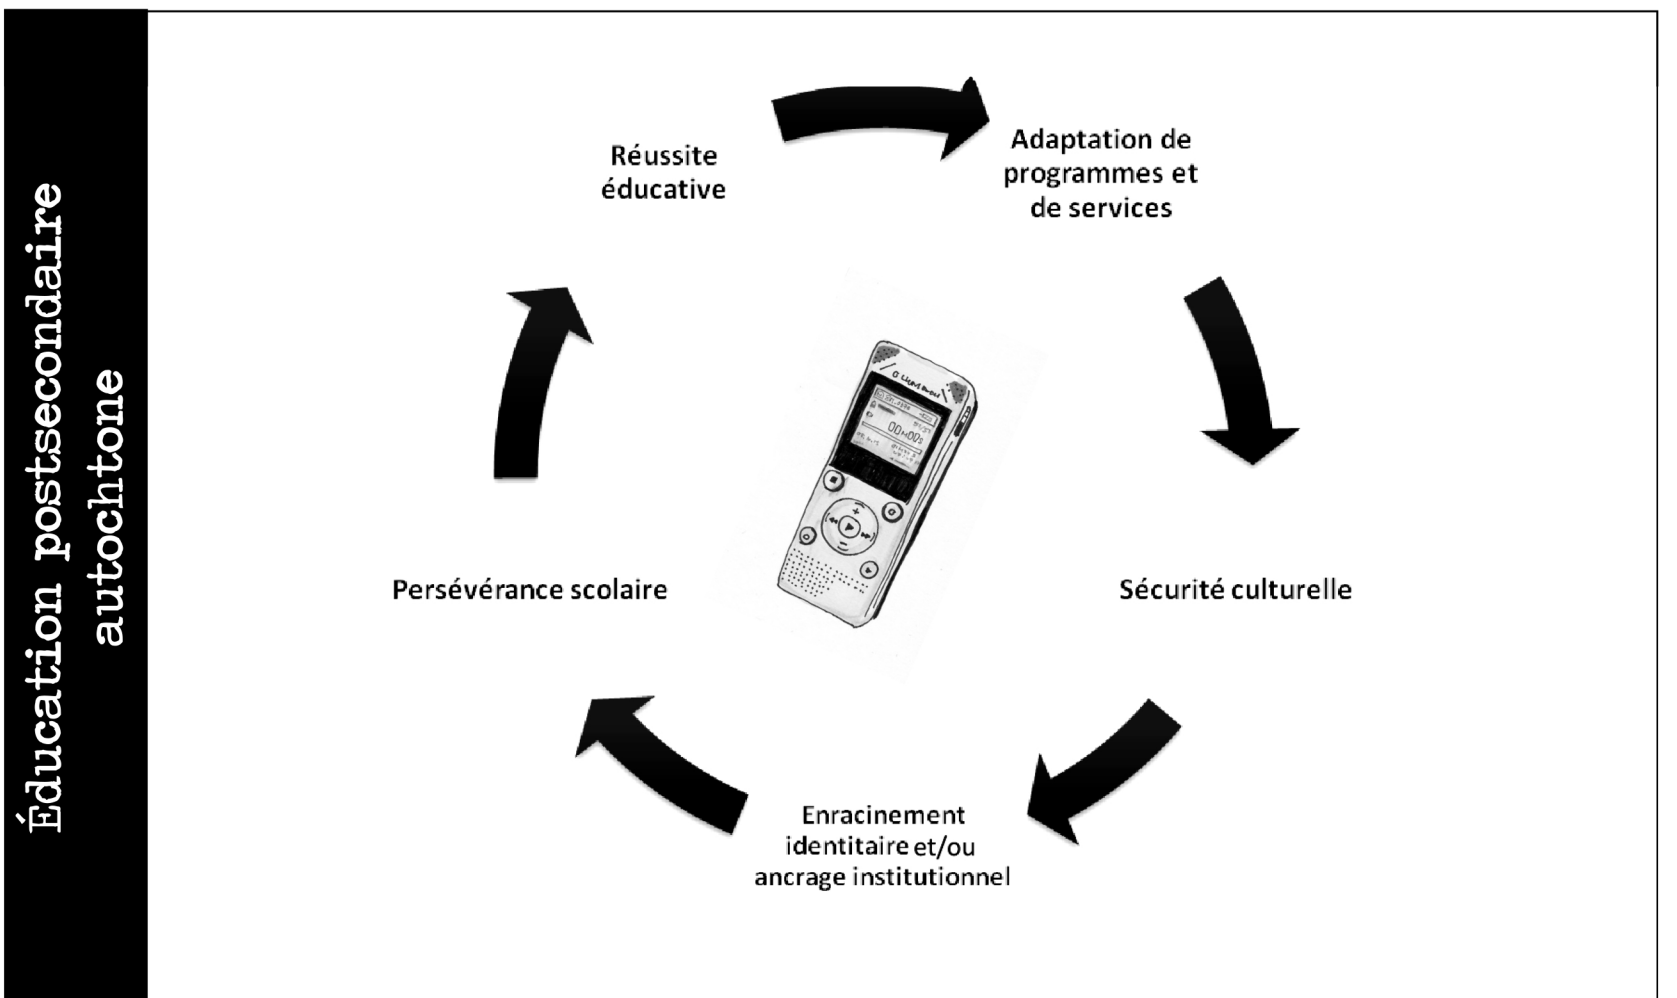 Éducation postsecondaire
autochtone
Réussite
éducative
Adaptation de
programmes et
de services
Sécurité culturelle
Enracinement
identitaire et/ou
ancrage institutionnel
Persévérance scolaire
00M00s